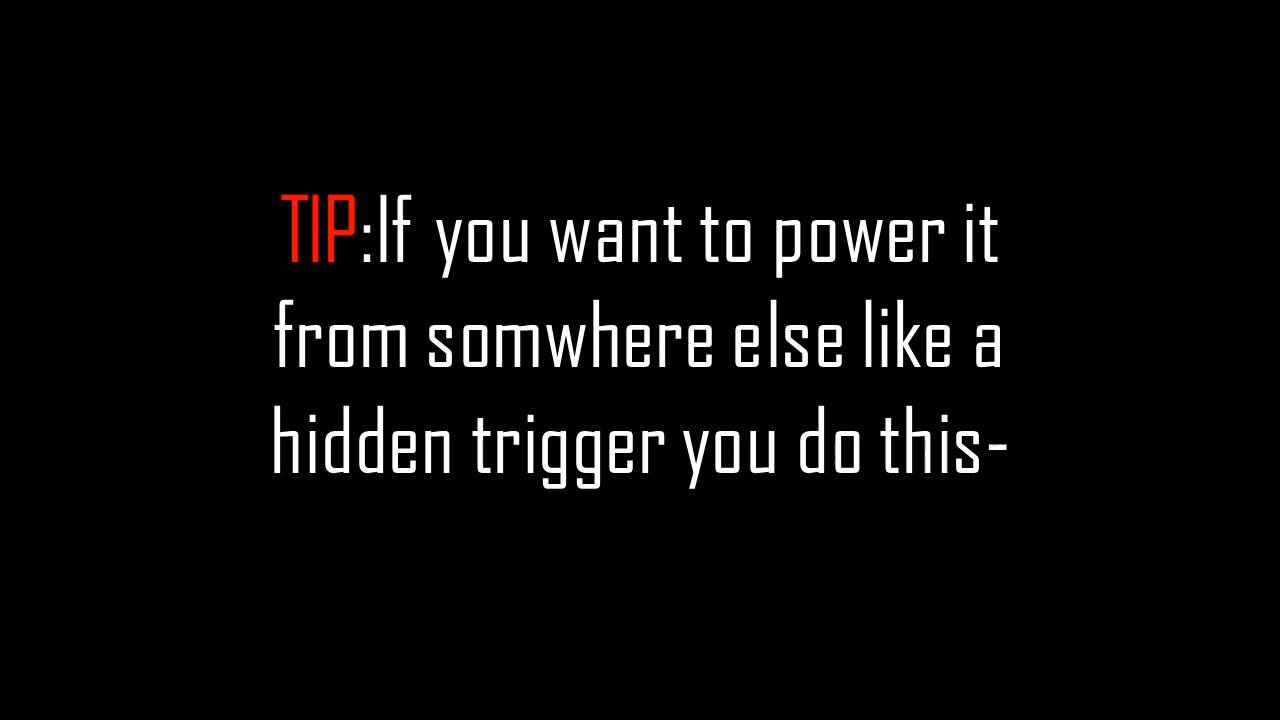 TIP:If you want to power it
from somwhere else like a
hidden trigger you do this-